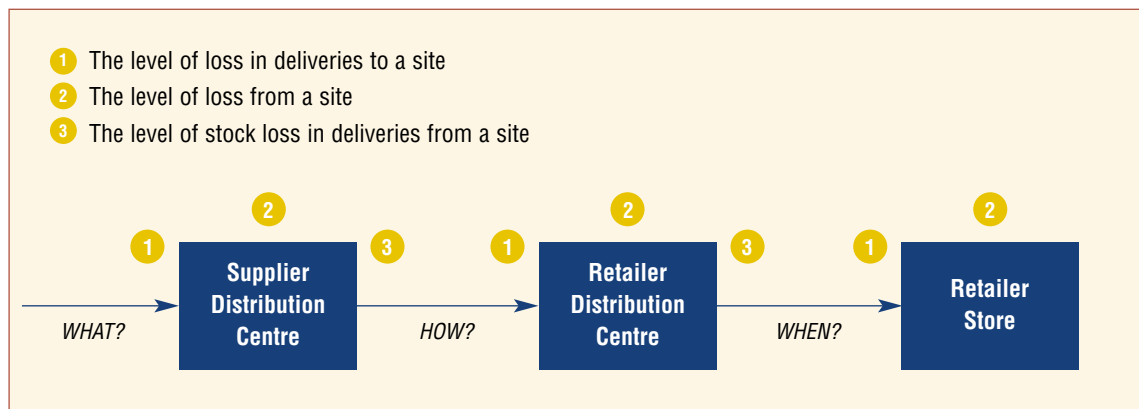 1 The level of loss in deliveries to a site
2 The level of loss from a site
3 The level of stock loss in deliveries from a site
2 2 2
1 3 1 3 1
Supplier
Distribution
Centre
Retailer
Distribution
Centre
Retailer
Store
WHAT? HOW? WHEN?